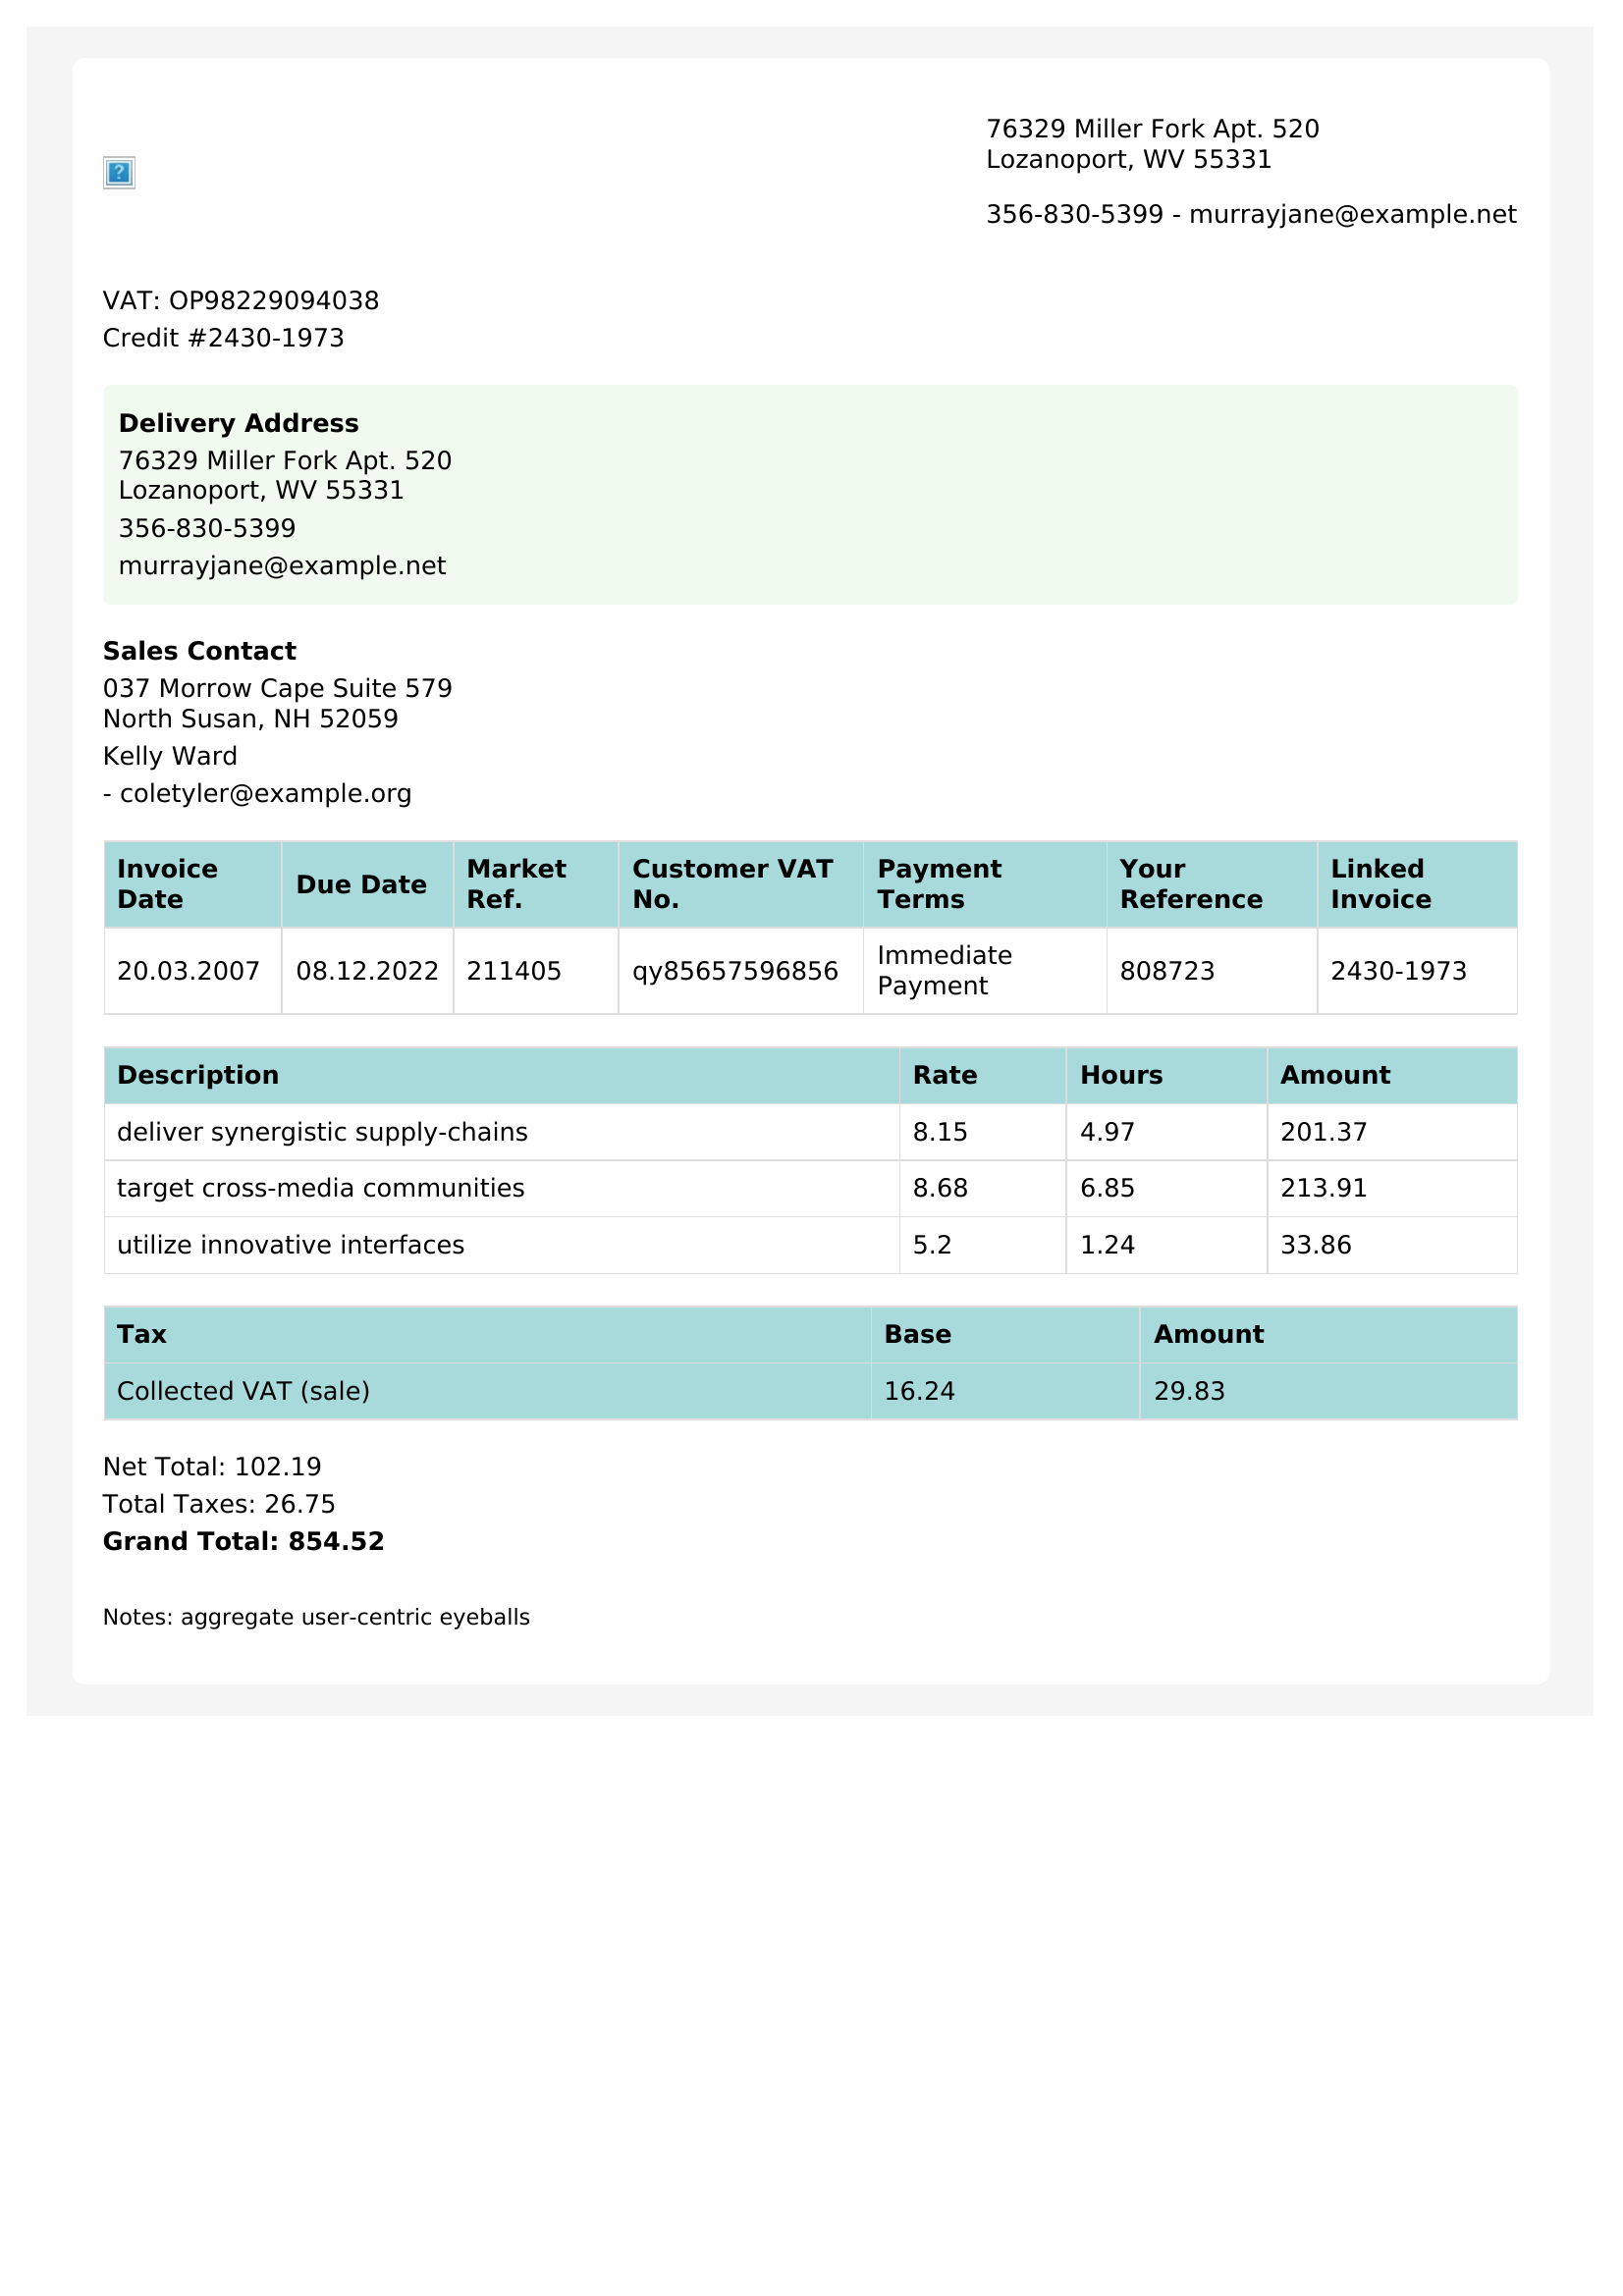 76329 Miller Fork Apt. 520
Lozanoport, WV 55331
356-830-5399 - murrayjane@example.net
VAT: OP98229094038
Credit #2430-1973
Delivery Address
76329 Miller Fork Apt. 520
Lozanoport, WV 55331
356-830-5399
murrayjane@example.net
Sales Contact
037 Morrow Cape Suite 579
North Susan, NH 52059
Kelly Ward
- coletyler@example.org
Invoice Date Due Date Market Ref. Customer VAT No. Payment Terms Your Reference Linked Invoice
20.03.2007 08.12.2022 211405 qy85657596856 Immediate Payment 808723 2430-1973
Description Rate Hours Amount
deliver synergistic supply-chains 8.15 4.97 201.37
target cross-media communities 8.68 6.85 213.91
utilize innovative interfaces 5.2 1.24 33.86
Tax Base Amount
Collected VAT (sale) 16.24 29.83
Net Total: 102.19
Total Taxes: 26.75
Grand Total: 854.52
Notes: aggregate user-centric eyeballs